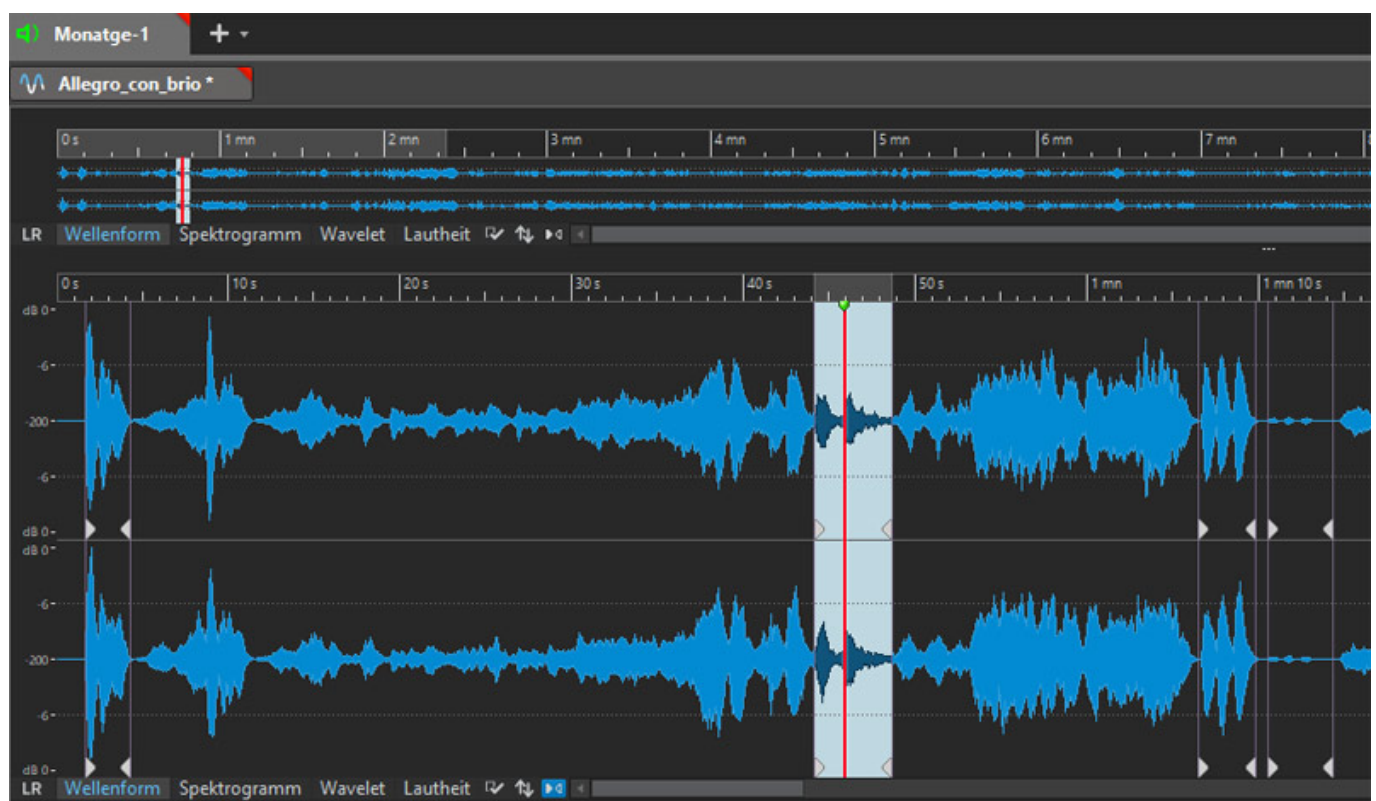 Monatge-1
Allegro_con_brio *
0 s 1 mn 2 mn 3 mn 4 mn 5 mn 6 mn 7 mn
LR Wellenform Spektrogramm Wavelet Lautheit
0 s 10 s 20 s 30 s 40 s 50 s 1 mn 1 mn 10 s
dB 0-
-6-
-200-
-6-
dB 0-
dB 0-
-6-
-200-
-6-
dB 0-
LR Wellenform Spektrogramm Wavelet Lautheit